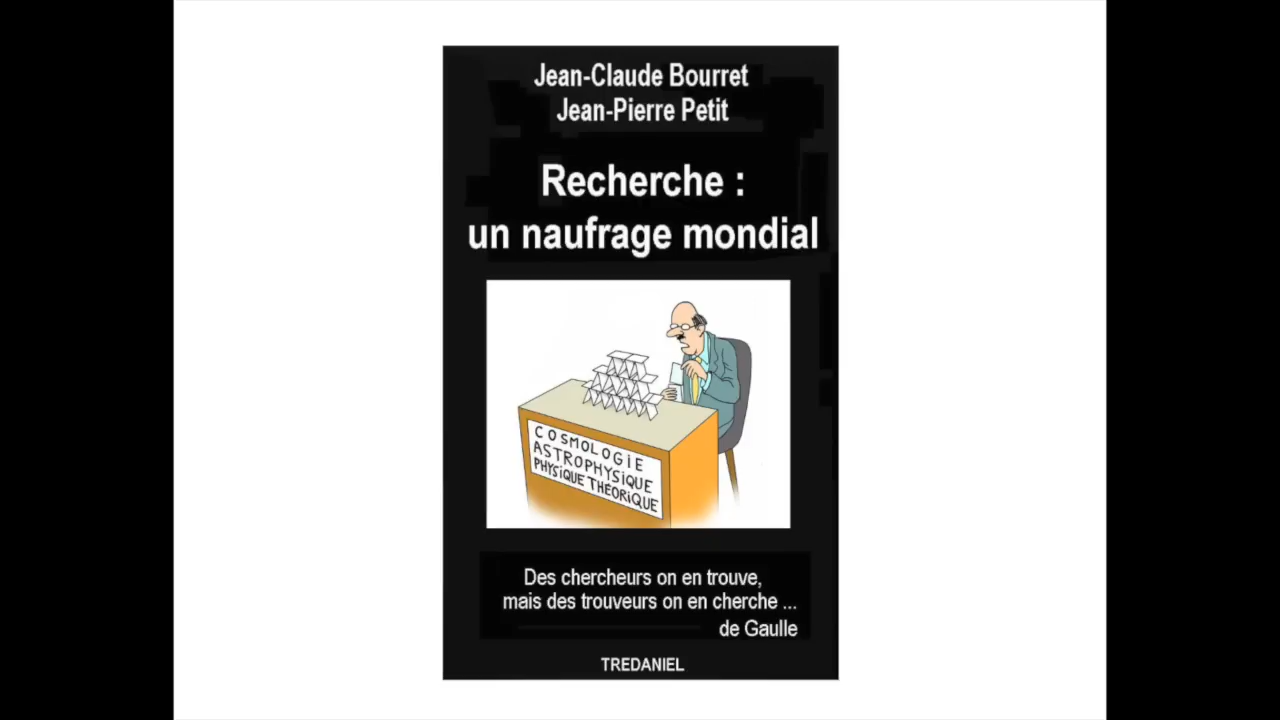 Jean-Claude Bourret
Jean-Pierre Petit
Recherche :
un naufrage mondial
COSMOLOGIE
ASTROPHYSiQUE
PHYSiQUE THÉORiQUE
Des chercheurs on en trouve,
mais des trouveurs on en cherche ...
de Gaulle
TREDANIEL